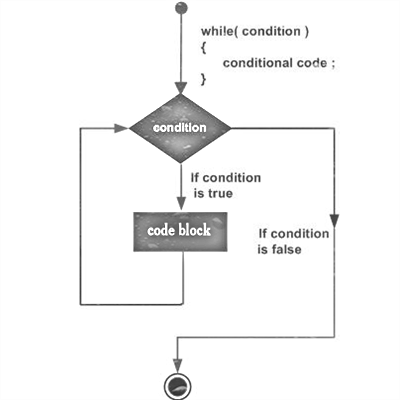 while( condition )
{
conditional code ;
}
condition
If condition
is true
code block
If condition
is false